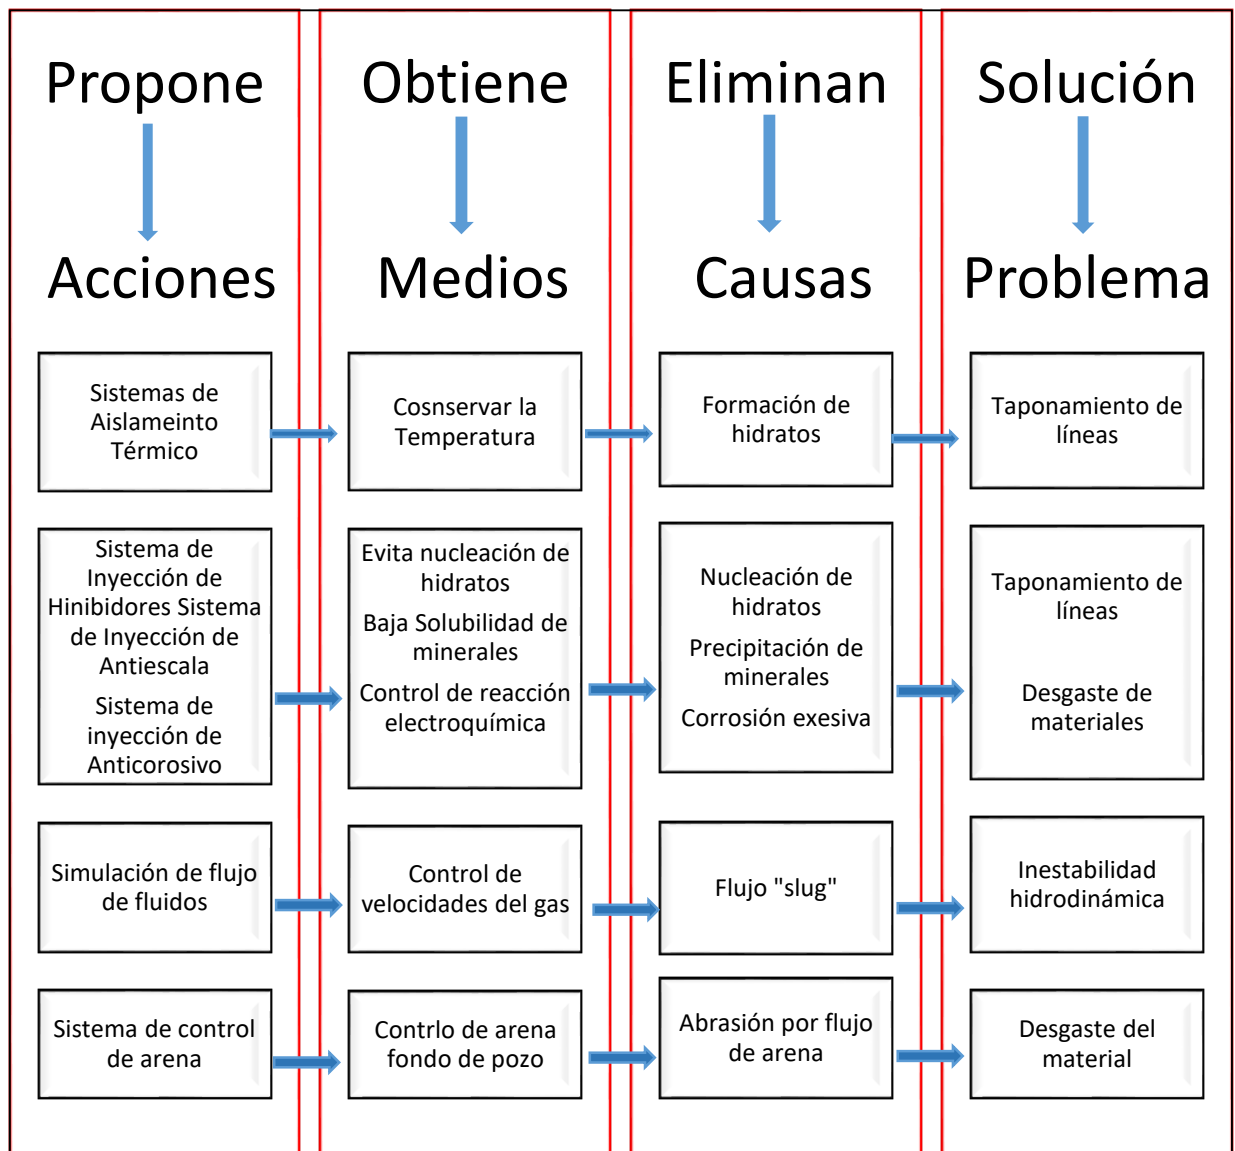 Propone
Obtiene
Eliminan
Solución
Acciones
Medios
Causas
Problema
Sistemas de
Aislameinto
Térmico
Cosnservar la
Temperatura
Formación de
hidratos
Taponamiento de
líneas
Sistema de
Inyección de
Hinibidores Sistema
de Inyección de
Antiescala
Sistema de
inyección de
Anticorosivo
Evita nucleación de
hidratos
Baja Solubilidad de
minerales
Control de reacción
electroquímica
Nucleación de
hidratos
Precipitación de
minerales
Corrosión exesiva
Taponamiento de
líneas
Desgaste de
materiales
Simulación de flujo
de fluidos
Control de
velocidades del gas
Flujo "slug"
Inestabilidad
hidrodinámica
Sistema de control
de arena
Contrlo de arena
fondo de pozo
Abrasión por flujo
de arena
Desgaste del
material